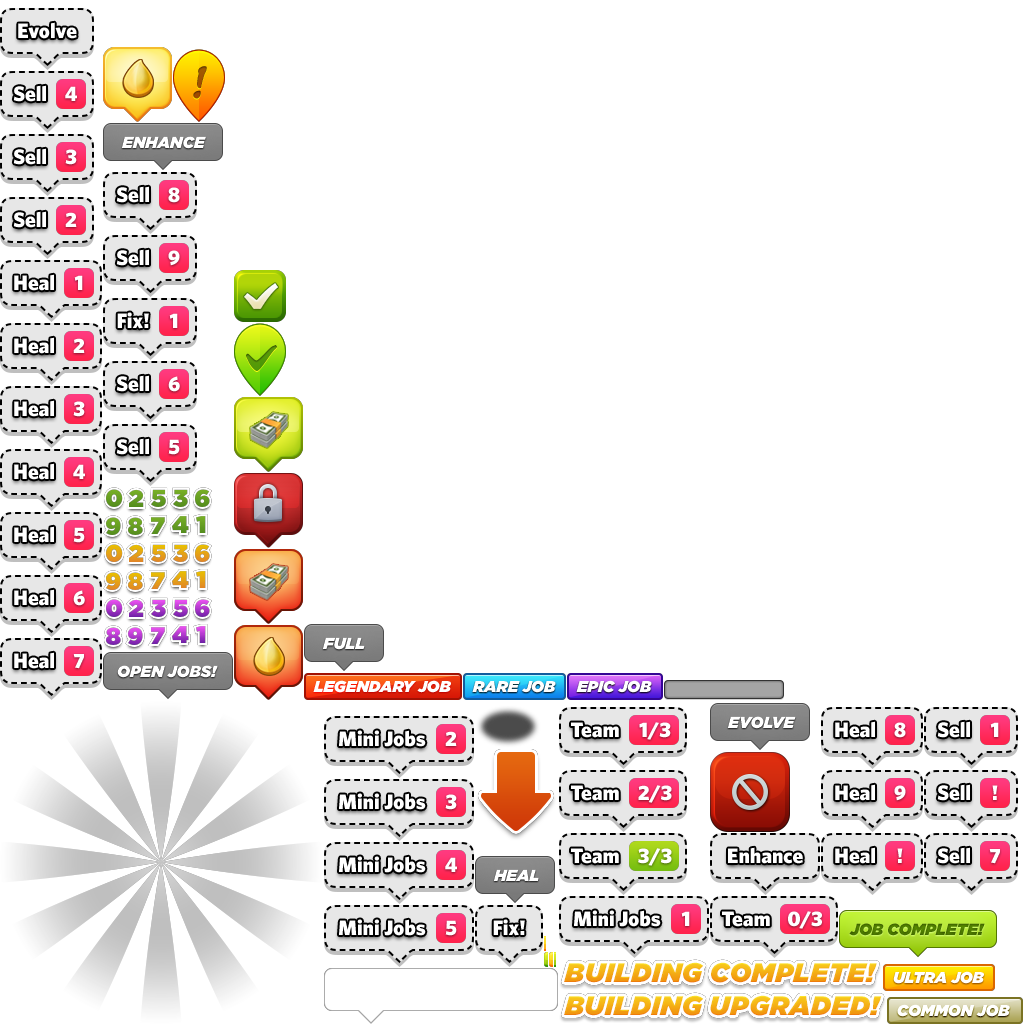 Evolve
Sell 4
Sell 3
Sell 2
Heal 1
Heal 2
Heal 3
Heal 4
Heal 5
Heal 6
Heal 7
!
ENHANCE
Sell 8
Sell 9
Fix! 1
Sell 6
Sell 5
0 2 5 3 6
9 8 7 4 1
0 2 5 3 6
9 8 7 4 1
0 2 3 5 6
8 9 7 4 1
OPEN JOBS!
FULL
LEGENDARY JOB
RARE JOB
EPIC JOB
Mini Jobs 2
Mini Jobs 3
Mini Jobs 4
Mini Jobs 5
HEAL
Fix!
Team 1/3
Team 2/3
Team 3/3
Mini Jobs 1
EVOLVE
Enhance
Team 0/3
Heal 8
Heal 9
Heal !
Sell 1
Sell !
Sell 7
JOB COMPLETE!
BUILDING COMPLETE!
ULTRA JOB
BUILDING UPGRADED!
COMMON JOB